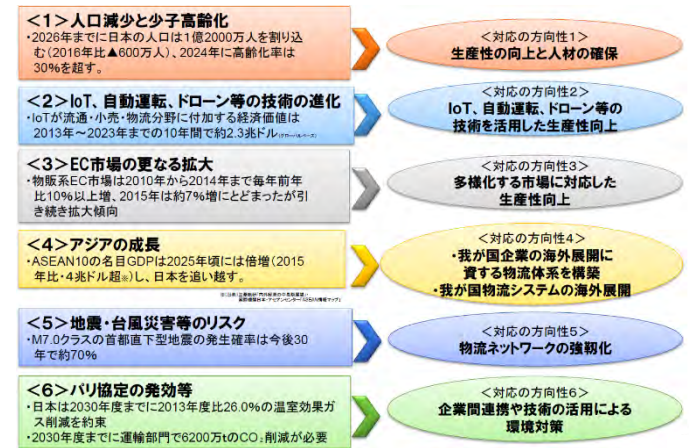 <1>人口減少と少子高齢化
・2026年までに日本の人口は1億2000万人を割り込
む(2016年比▲600万人)、2024年に高齢化率は
30%を超す。
<対応の方向性1>
生産性の向上と人材の確保
<2>IoT、自動運転、ドローン等の技術の進化
・IoTが流通・小売・物流分野に付加する経済価値は
2013年~2023年までの10年間で約2.3兆ドル(グローバルベース)
<対応の方向性2>
IoT、自動運転、ドローン等の
技術を活用した生産性向上
<3>EC市場の更なる拡大
・物販系EC市場は2010年から2014年まで毎年前年
比10%以上増、2015年は約7%増にとどまったが引
き続き拡大傾向
<対応の方向性3>
多様化する市場に対応した
生産性向上
<4>アジアの成長
・ASEAN10の名目GDPは2025年頃には倍増(2015
年比・4兆ドル超※)し、日本を追い越す。
<対応の方向性4>
・我が国企業の海外展開に
資する物流体系を構築
・我が国物流システムの海外展開
<5>地震・台風災害等のリスク
・M7.0クラスの首都直下型地震の発生確率は今後30
年で約70%
<対応の方向性5>
物流ネットワークの強靱化
<6>パリ協定の発効等
・日本は2030年度までに2013年度比26.0%の温室効果ガ
ス削減を約束
・2030年度までに運輸部門で6200万tのCO₂削減が必要
<対応の方向性6>
企業間連携や技術の活用による
環境対策